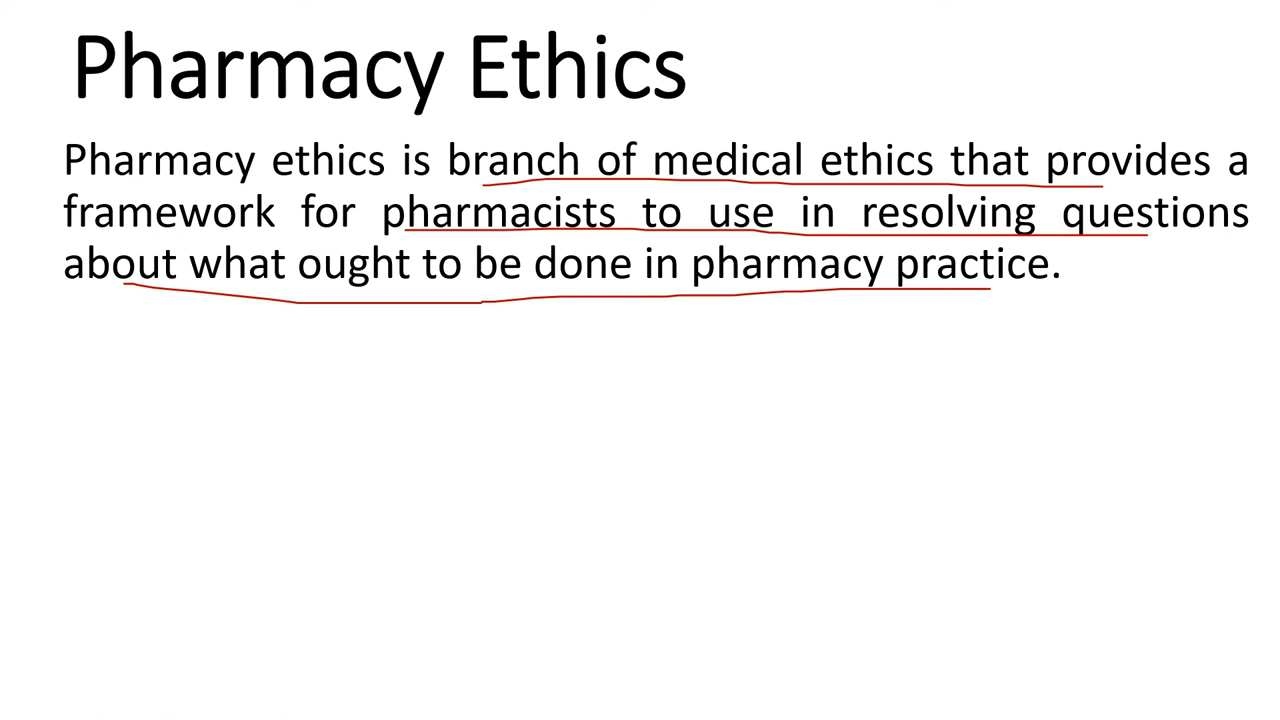 Pharmacy Ethics
Pharmacy ethics is branch of medical ethics that provides a
framework for pharmacists to use in resolving questions
about what ought to be done in pharmacy practice.